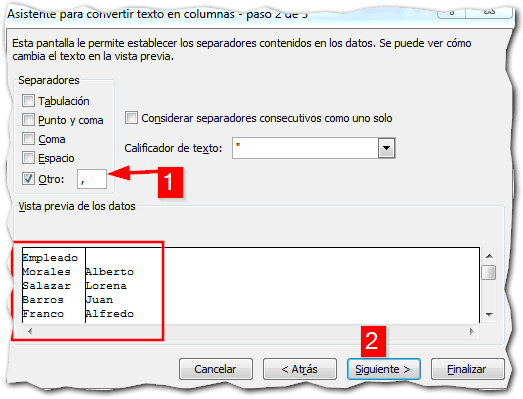 Asistente para convertir texto en columnas - paso 2 de 3
Esta pantalla le permite establecer los separadores contenidos en los datos. Se puede ver cómo
cambia el texto en la vista previa.
Separadores
Tabulación
Punto y coma
Coma
Espacio
Otro: ,
Considerar separadores consecutivos como uno solo
Calificador de texto: "
1
Vista previa de los datos
Empleado
Morales Alberto
Salazar Lorena
Barros Juan
Franco Alfredo
2
Cancelar < Atrás Siguiente > Finalizar